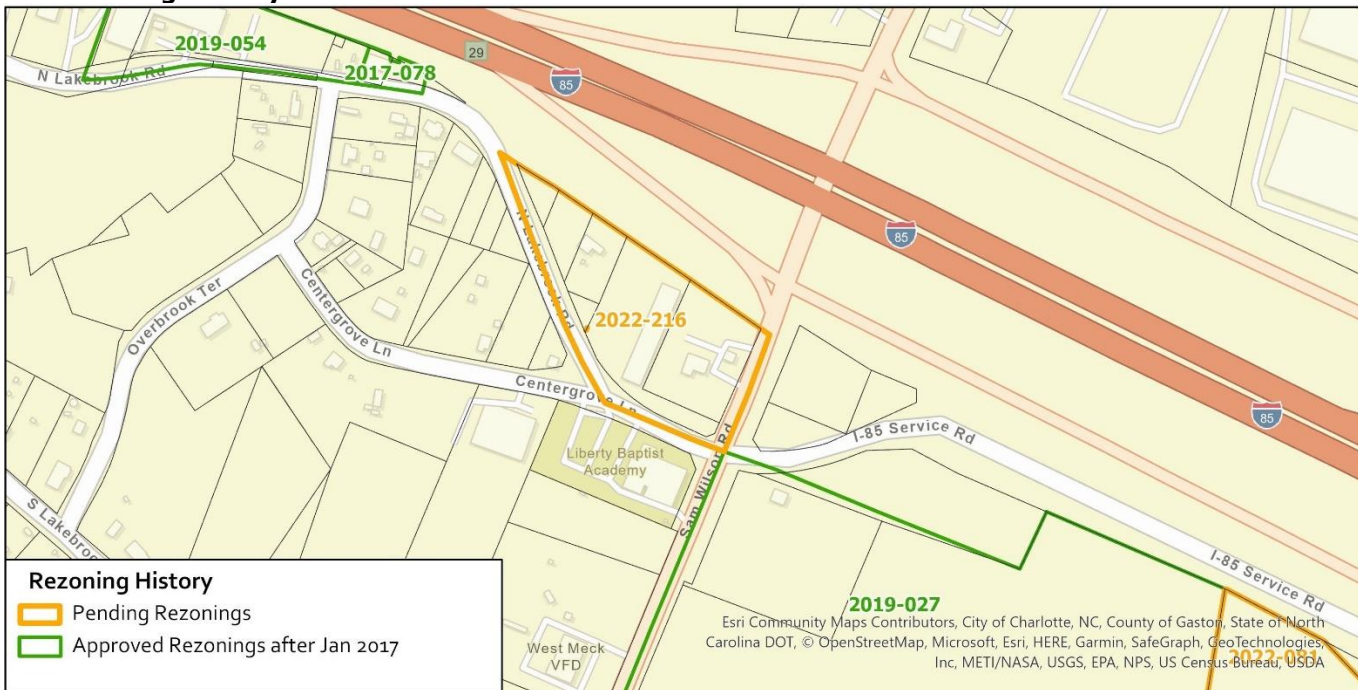 2019-054
29
N Lakebrook Rd
2017-078
85
85
N Lakebrook Rd
Centergrove Ln
Overbrook Ter
2022-216
Centergrove Ln
85
I-85 Service Rd
Liberty Baptist
Academy
Sam Wilson Rd
S Lakebroo
I-85 Service Rd
Rezoning History
Pending Rezonings
Approved Rezonings after Jan 2017
West Meck
VFD
2019-027
Esri Community Maps Contributors, City of Charlotte, NC, County of Gaston, State of North
Carolina DOT, © OpenStreetMap, Microsoft, Esri, HERE, Garmin, SafeGraph, GeoTechnologies,
Inc, METI/NASA, USGS, EPA, NPS, US Census Bureau, USDA
2022-081